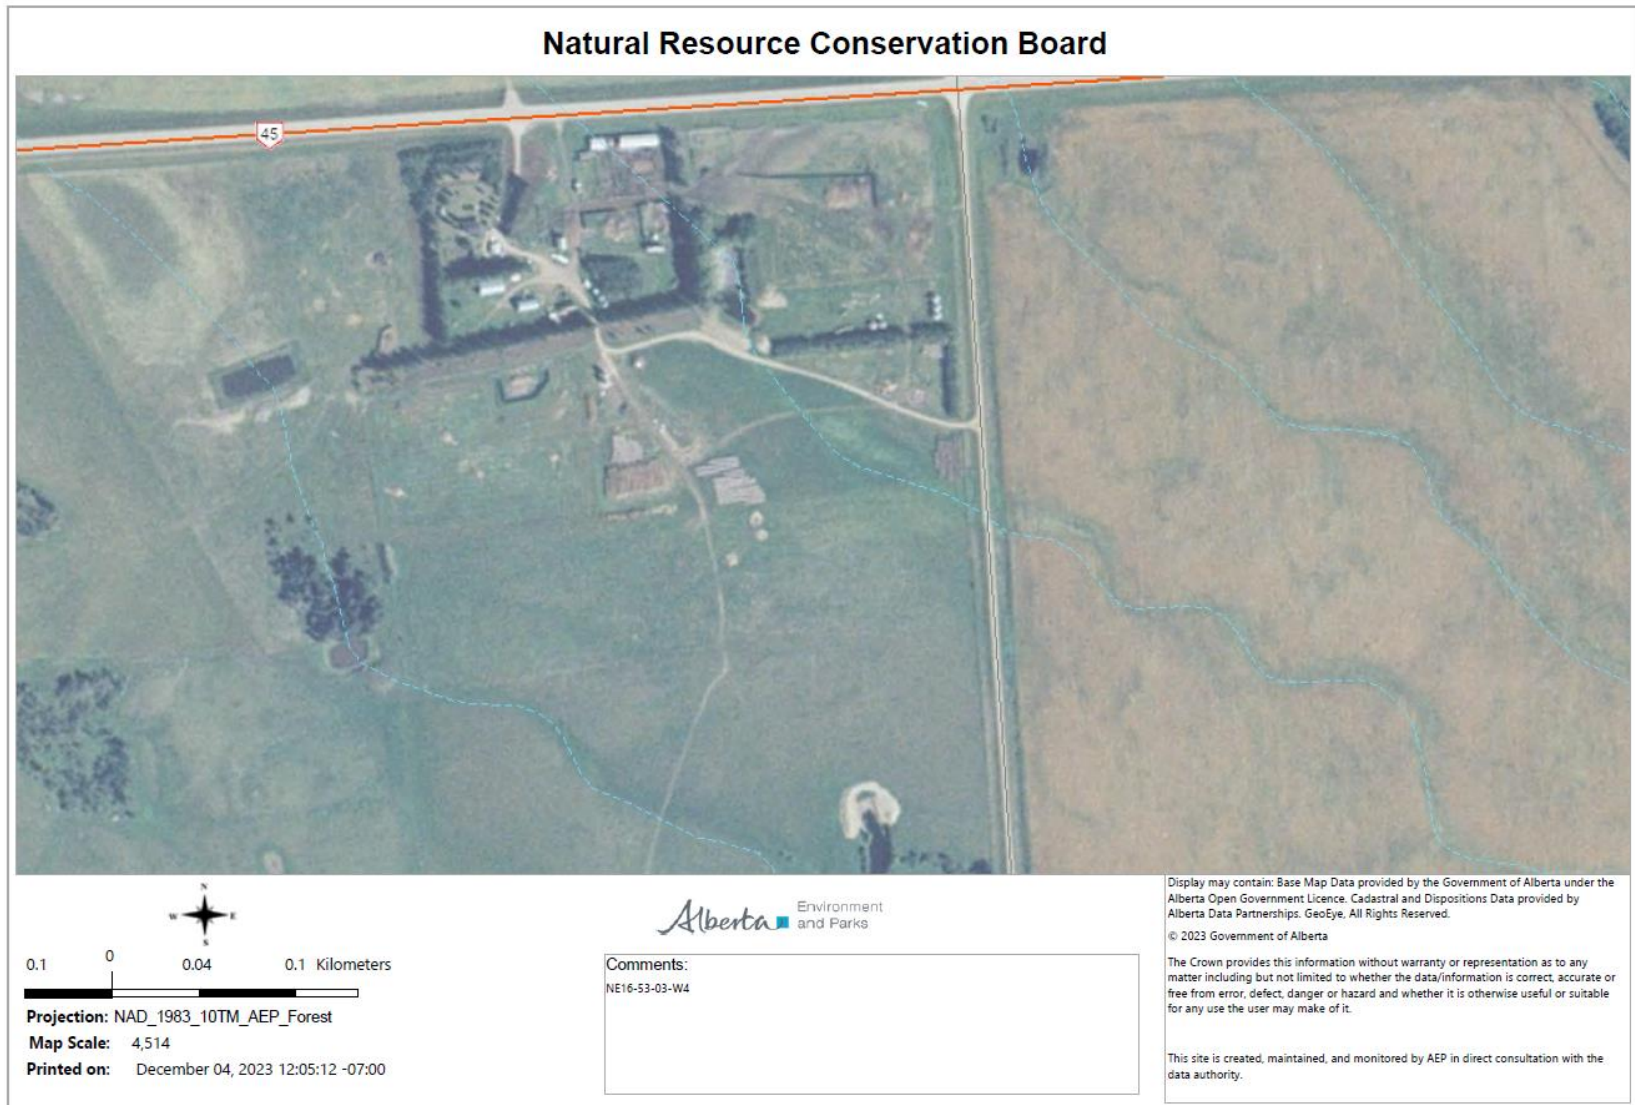 Natural Resource Conservation Board
45
N
W E
S
0.1 0 0.04 0.1 Kilometers
Projection: NAD_1983_10TM_AEP_Forest
Map Scale: 4,514
Printed on: December 04, 2023 12:05:12 -07:00
Alberta Environment
and Parks
Comments:
NE16-53-03-W4
Display may contain: Base Map Data provided by the Government of Alberta under the
Alberta Open Government Licence. Cadastral and Dispositions Data provided by
Alberta Data Partnerships. GeoEye, All Rights Reserved.
© 2023 Government of Alberta
The Crown provides this information without warranty or representation as to any
matter including but not limited to whether the data/information is correct, accurate or
free from error, defect, danger or hazard and whether it is otherwise useful or suitable
for any use the user may make of it.
This site is created, maintained, and monitored by AEP in direct consultation with the
data authority.